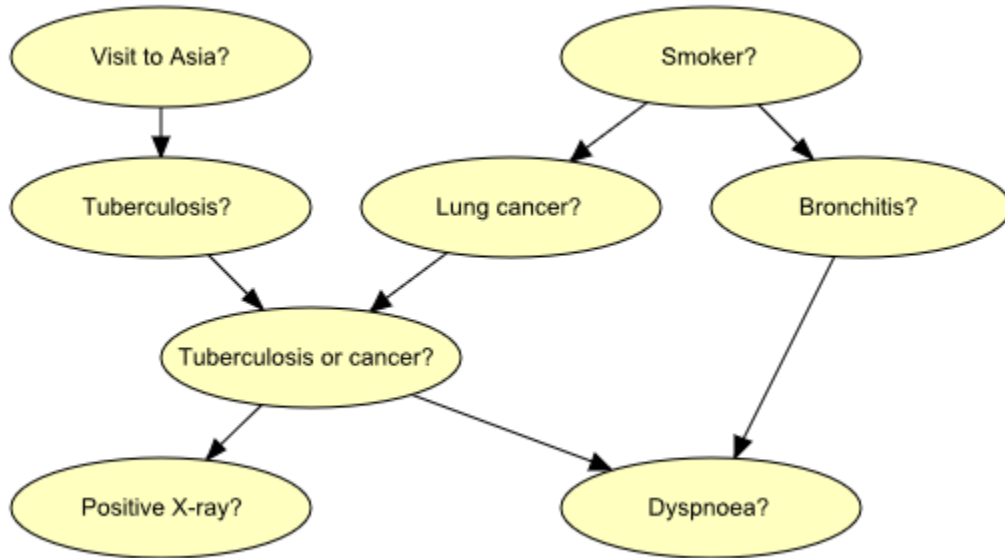 Visit to Asia?
Smoker?
Tuberculosis?
Lung cancer?
Bronchitis?
Tuberculosis or cancer?
Positive X-ray?
Dyspnoea?